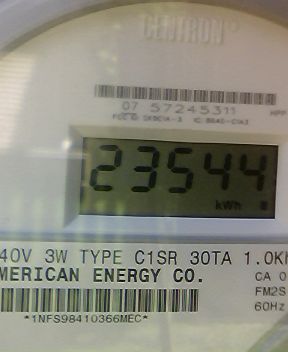 CENTRON
07 57245311
23544
kWh
40V 3W TYPE C1SR 30TA 1.0Kh
MERICAN ENERGY CO.
CA 0
FM2S
60Hz
*1NFS98410366MEC*